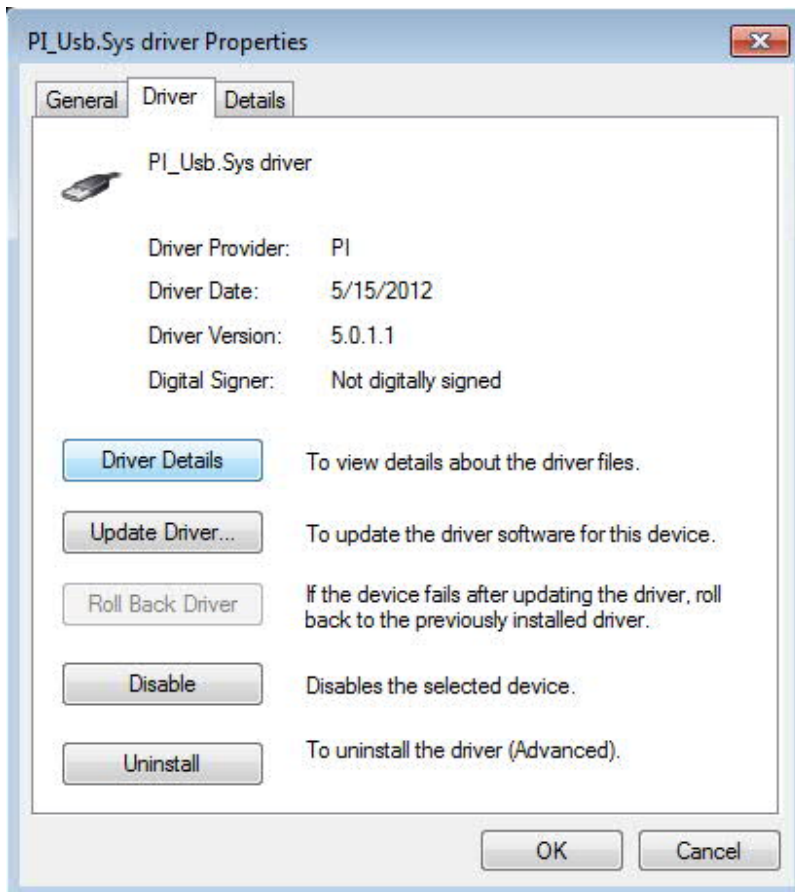 PI_Usb.Sys driver Properties
General Driver Details
PI_Usb.Sys driver
Driver Provider: PI
Driver Date: 5/15/2012
Driver Version: 5.0.1.1
Digital Signer: Not digitally signed
Driver Details To view details about the driver files.
Update Driver... To update the driver software for this device.
Roll Back Driver If the device fails after updating the driver, roll
back to the previously installed driver.
Disable Disables the selected device.
Uninstall To uninstall the driver (Advanced).
OK Cancel